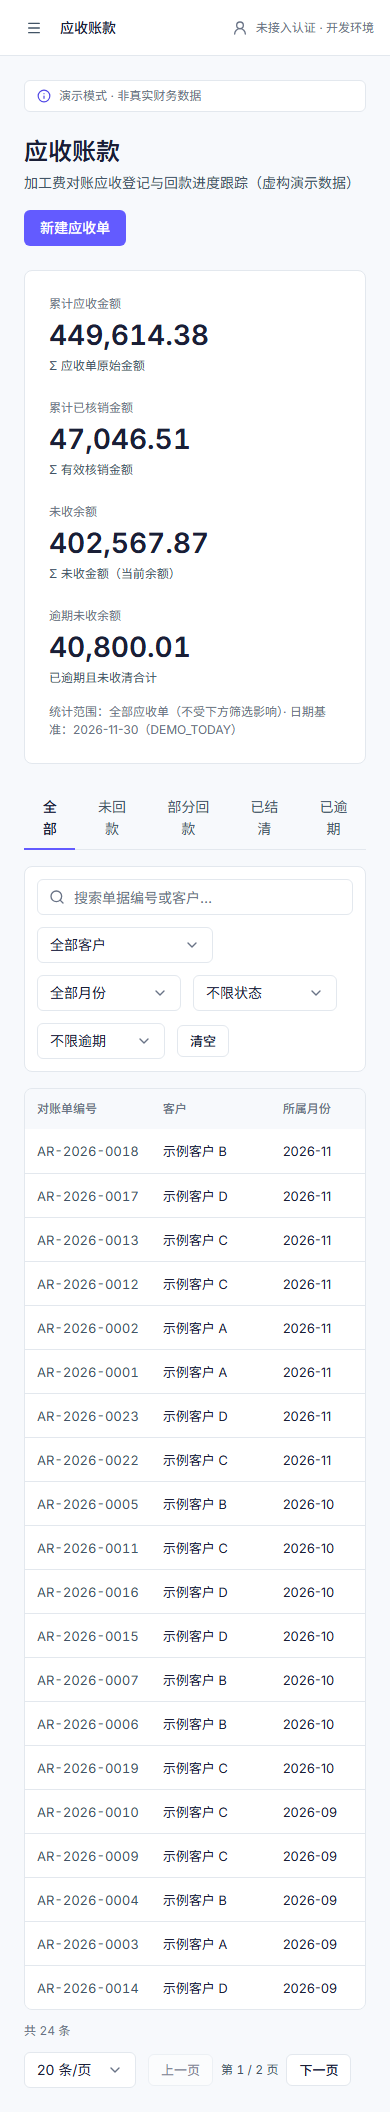 应收账款
未接入认证 · 开发环境
演示模式 · 非真实财务数据
应收账款
加工费对账应收登记与回款进度跟踪（虚构演示数据）
新建应收单
累计应收金额
449,614.38
Σ 应收单原始金额
累计已核销金额
47,046.51
Σ 有效核销金额
未收余额
402,567.87
Σ 未收金额（当前余额）
逾期未收余额
40,800.01
已逾期且未收清合计
统计范围：全部应收单（不受下方筛选影响）· 日期基
准：2026-11-30（DEMO_TODAY）
全部 未回款 部分回款 已结清 已逾期
搜索单据编号或客户...
全部客户
全部月份 不限状态
不限逾期 清空
对账单编号 客户 所属月份
AR-2026-0018 示例客户 B 2026-11
AR-2026-0017 示例客户 D 2026-11
AR-2026-0013 示例客户 C 2026-11
AR-2026-0012 示例客户 C 2026-11
AR-2026-0002 示例客户 A 2026-11
AR-2026-0001 示例客户 A 2026-11
AR-2026-0023 示例客户 D 2026-11
AR-2026-0022 示例客户 C 2026-11
AR-2026-0005 示例客户 B 2026-10
AR-2026-0011 示例客户 C 2026-10
AR-2026-0016 示例客户 D 2026-10
AR-2026-0015 示例客户 D 2026-10
AR-2026-0007 示例客户 B 2026-10
AR-2026-0006 示例客户 B 2026-10
AR-2026-0019 示例客户 C 2026-10
AR-2026-0010 示例客户 C 2026-09
AR-2026-0009 示例客户 C 2026-09
AR-2026-0004 示例客户 B 2026-09
AR-2026-0003 示例客户 A 2026-09
AR-2026-0014 示例客户 D 2026-09
共 24 条
20 条/页 上一页 第 1 / 2 页 下一页